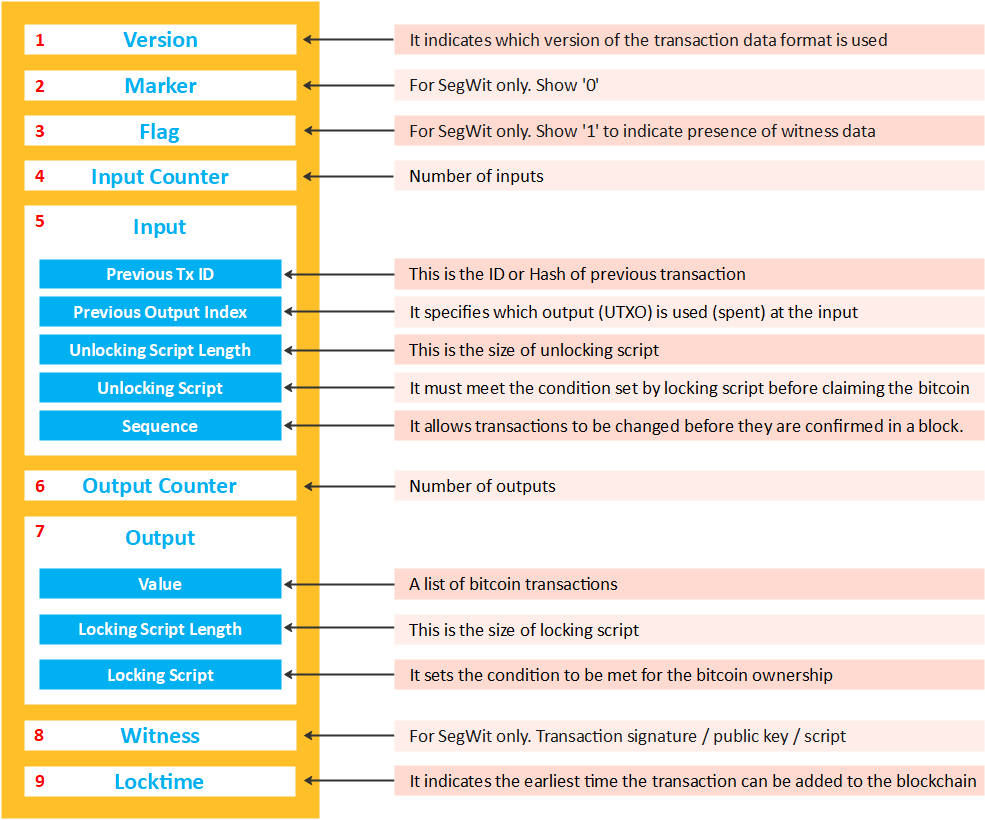 1 Version It indicates which version of the transaction data format is used
2 Marker For SegWit only. Show '0'
3 Flag For SegWit only. Show '1' to indicate presence of witness data
4 Input Counter Number of inputs
5 Input
Previous Tx ID This is the ID or Hash of previous transaction
Previous Output Index It specifies which output (UTXO) is used (spent) at the input
Unlocking Script Length This is the size of unlocking script
Unlocking Script It must meet the condition set by locking script before claiming the bitcoin
Sequence It allows transactions to be changed before they are confirmed in a block.
6 Output Counter Number of outputs
7 Output
Value A list of bitcoin transactions
Locking Script Length This is the size of locking script
Locking Script It sets the condition to be met for the bitcoin ownership
8 Witness For SegWit only. Transaction signature / public key / script
9 Locktime It indicates the earliest time the transaction can be added to the blockchain